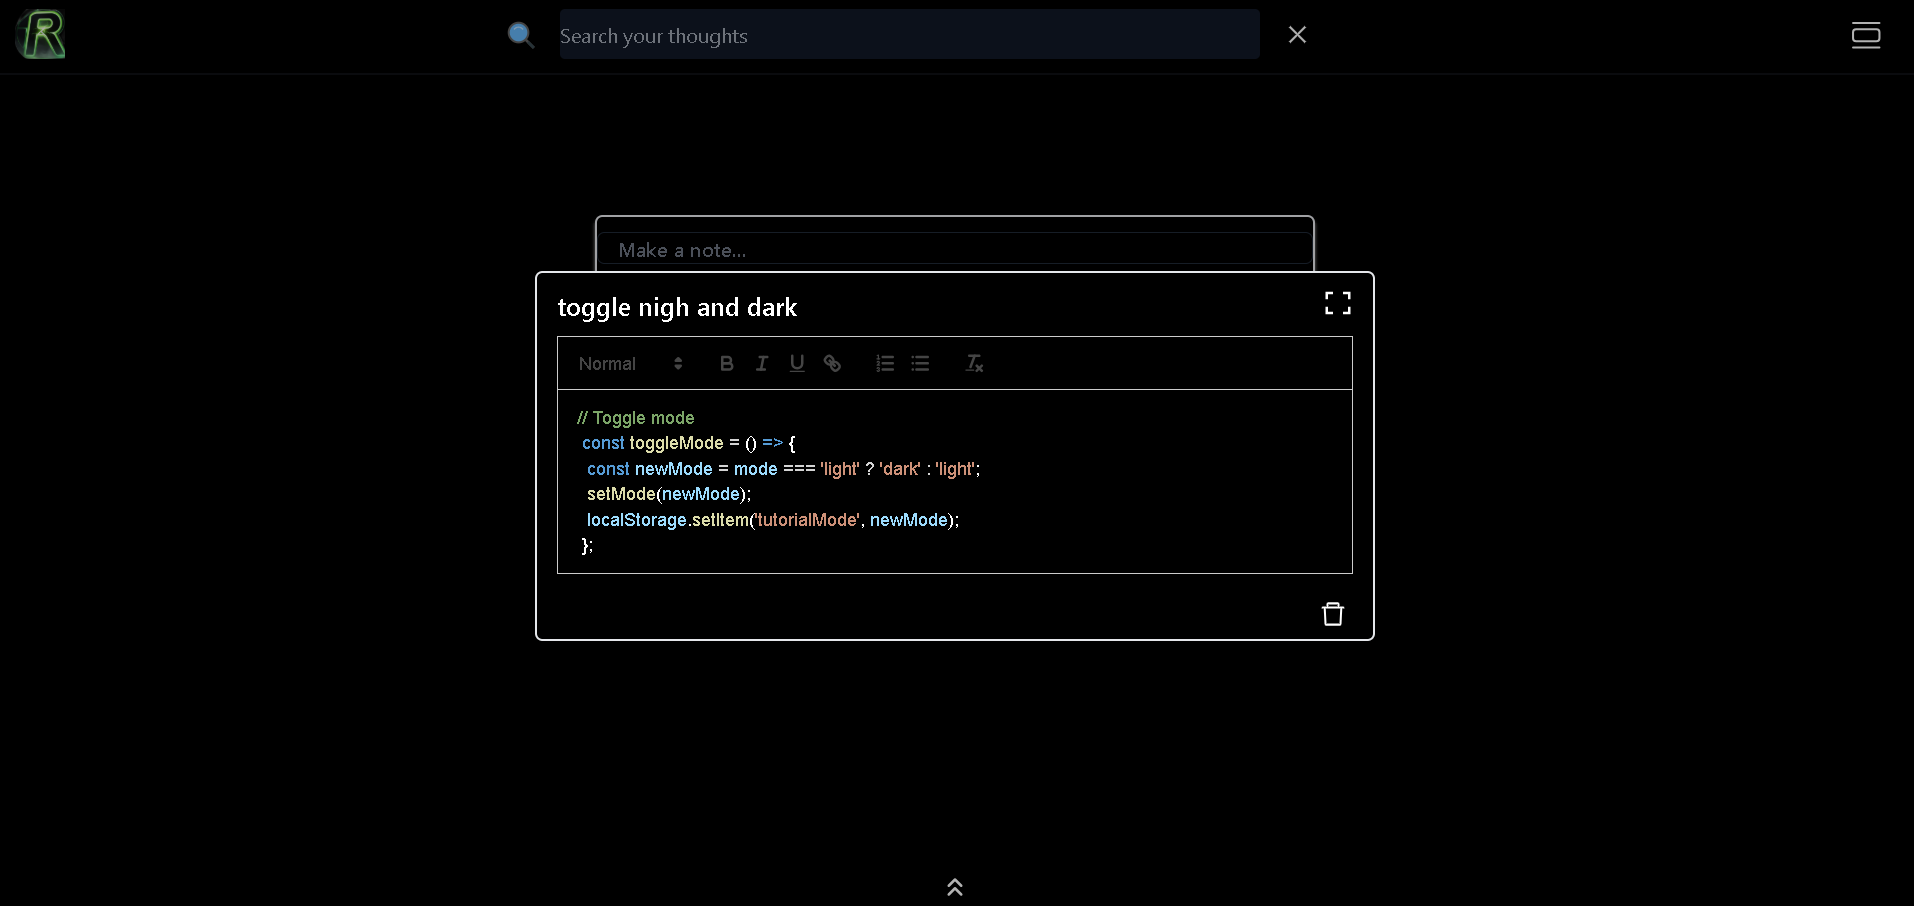 R
Search your thoughts
Make a note...
toggle nigh and dark
Normal
// Toggle mode
const toggleMode = () => {
const newMode = mode === 'light' ? 'dark' : 'light';
setMode(newMode);
localStorage.setItem('tutorialMode', newMode);
};